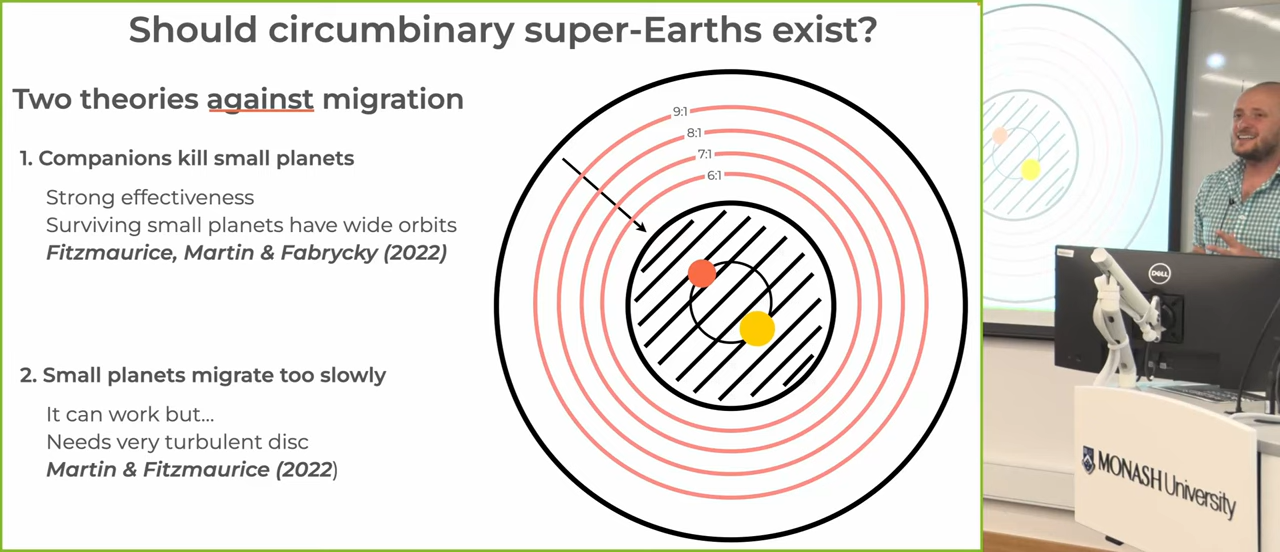 Should circumbinary super-Earths exist?
Two theories against migration
1. Companions kill small planets
Strong effectiveness
Surviving small planets have wide orbits
Fitzmaurice, Martin & Fabrycky (2022)
2. Small planets migrate too slowly
It can work but...
Needs very turbulent disc
Martin & Fitzmaurice (2022)
9:1
8:1
7:1
6:1
DELL
MONASH University